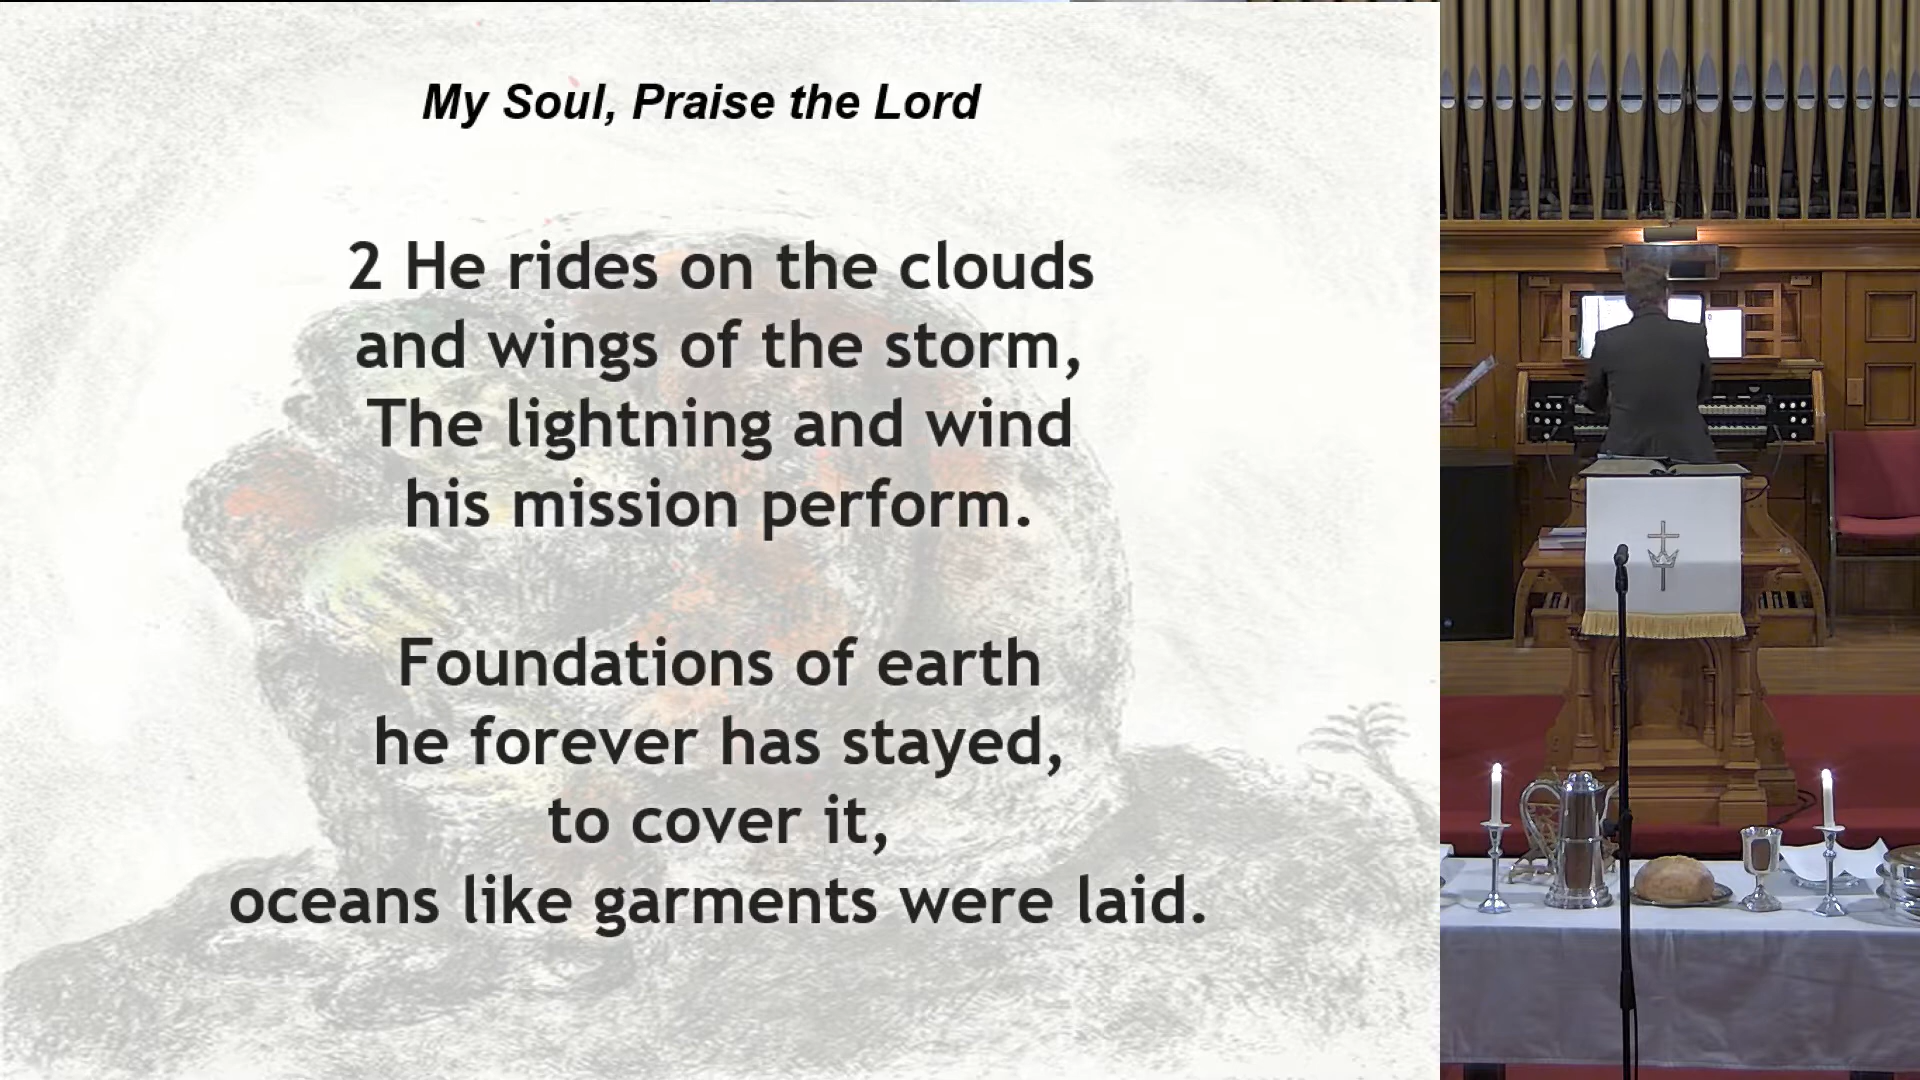 My Soul, Praise the Lord
2 He rides on the clouds
and wings of the storm,
The lightning and wind
his mission perform.
Foundations of earth
he forever has stayed,
to cover it,
oceans like garments were laid.